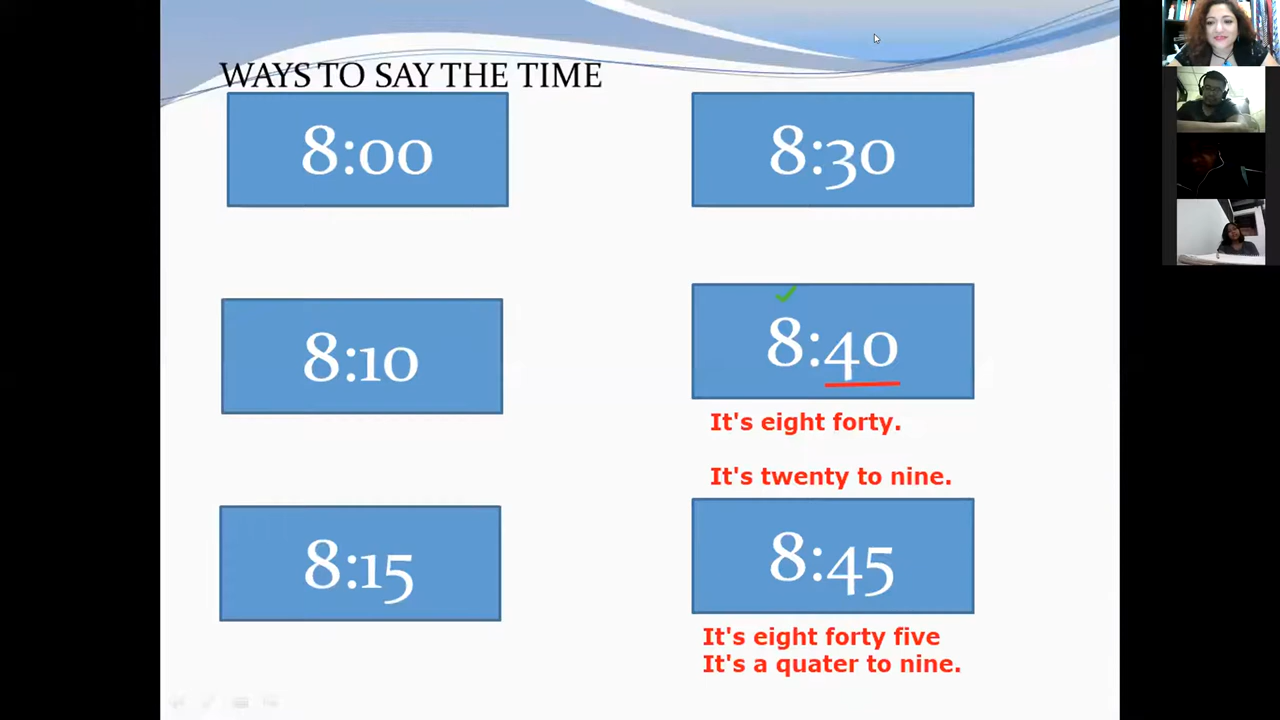 WAYS TO SAY THE TIME
8:00
8:30
8:10
8:40
It's eight forty.
It's twenty to nine.
8:15
8:45
It's eight forty five
It's a quater to nine.